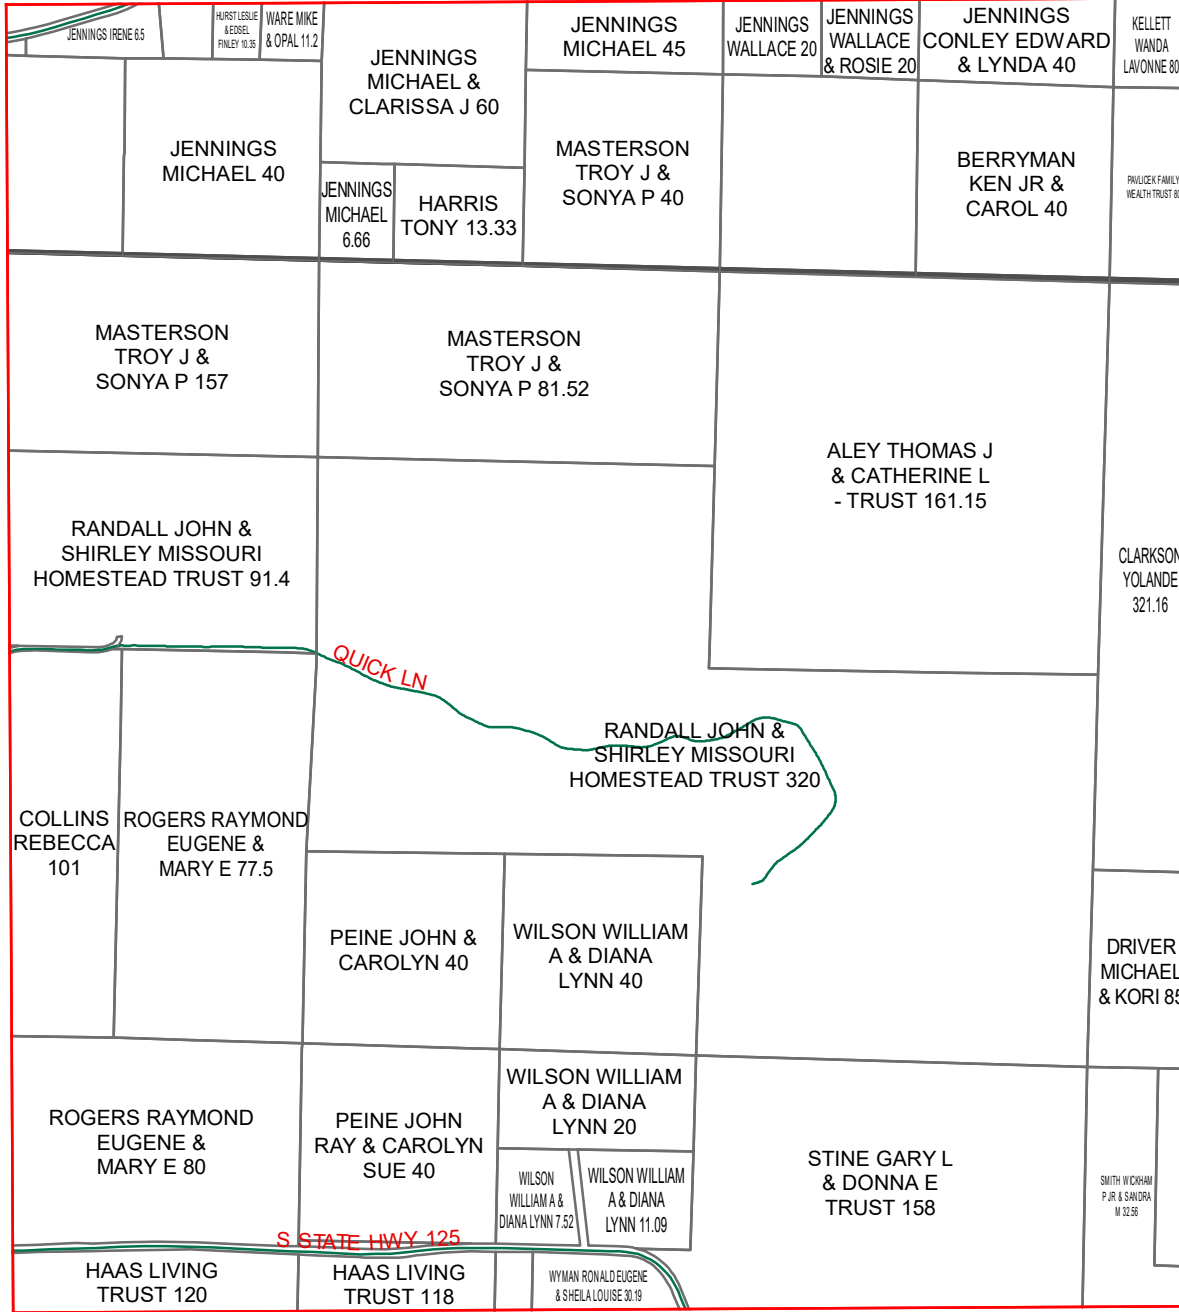 JENNINGS IRENE 6.5
HURST LESLIE
& EDSEL
FINLEY 10.35
WARE MIKE
& OPAL 11.2
JENNINGS
MICHAEL &
CLARISSA J 60
JENNINGS
MICHAEL 45
JENNINGS
WALLACE 20
JENNINGS
WALLACE
& ROSIE 20
JENNINGS
CONLEY EDWARD
& LYNDA 40
KELLETT
WANDA
LAVONNE 80
JENNINGS
MICHAEL 40
JENNINGS
MICHAEL
6.66
HARRIS
TONY 13.33
MASTERSON
TROY J &
SONYA P 40
BERRYMAN
KEN JR &
CAROL 40
PAVLICEK FAMILY
WEALTH TRUST 80
MASTERSON
TROY J &
SONYA P 157
MASTERSON
TROY J &
SONYA P 81.52
ALEY THOMAS J
& CATHERINE L
- TRUST 161.15
RANDALL JOHN &
SHIRLEY MISSOURI
HOMESTEAD TRUST 91.4
CLARKSON
YOLANDE
321.16
QUICK LN
RANDALL JOHN &
SHIRLEY MISSOURI
HOMESTEAD TRUST 320
COLLINS
REBECCA
101
ROGERS RAYMOND
EUGENE &
MARY E 77.5
PEINE JOHN &
CAROLYN 40
WILSON WILLIAM
A & DIANA
LYNN 40
DRIVER
MICHAEL
& KORI 85
ROGERS RAYMOND
EUGENE &
MARY E 80
PEINE JOHN
RAY & CAROLYN
SUE 40
WILSON WILLIAM
A & DIANA
LYNN 20
WILSON
WILLIAM A &
DIANA LYNN 7.52
WILSON WILLIAM
A & DIANA
LYNN 11.09
STINE GARY L
& DONNA E
TRUST 158
SMITH WICKHAM
P JR & SANDRA
M 32.56
S STATE HWY 125
HAAS LIVING
TRUST 120
HAAS LIVING
TRUST 118
WYMAN RONALD EUGENE
& SHEILA LOUISE 30.19